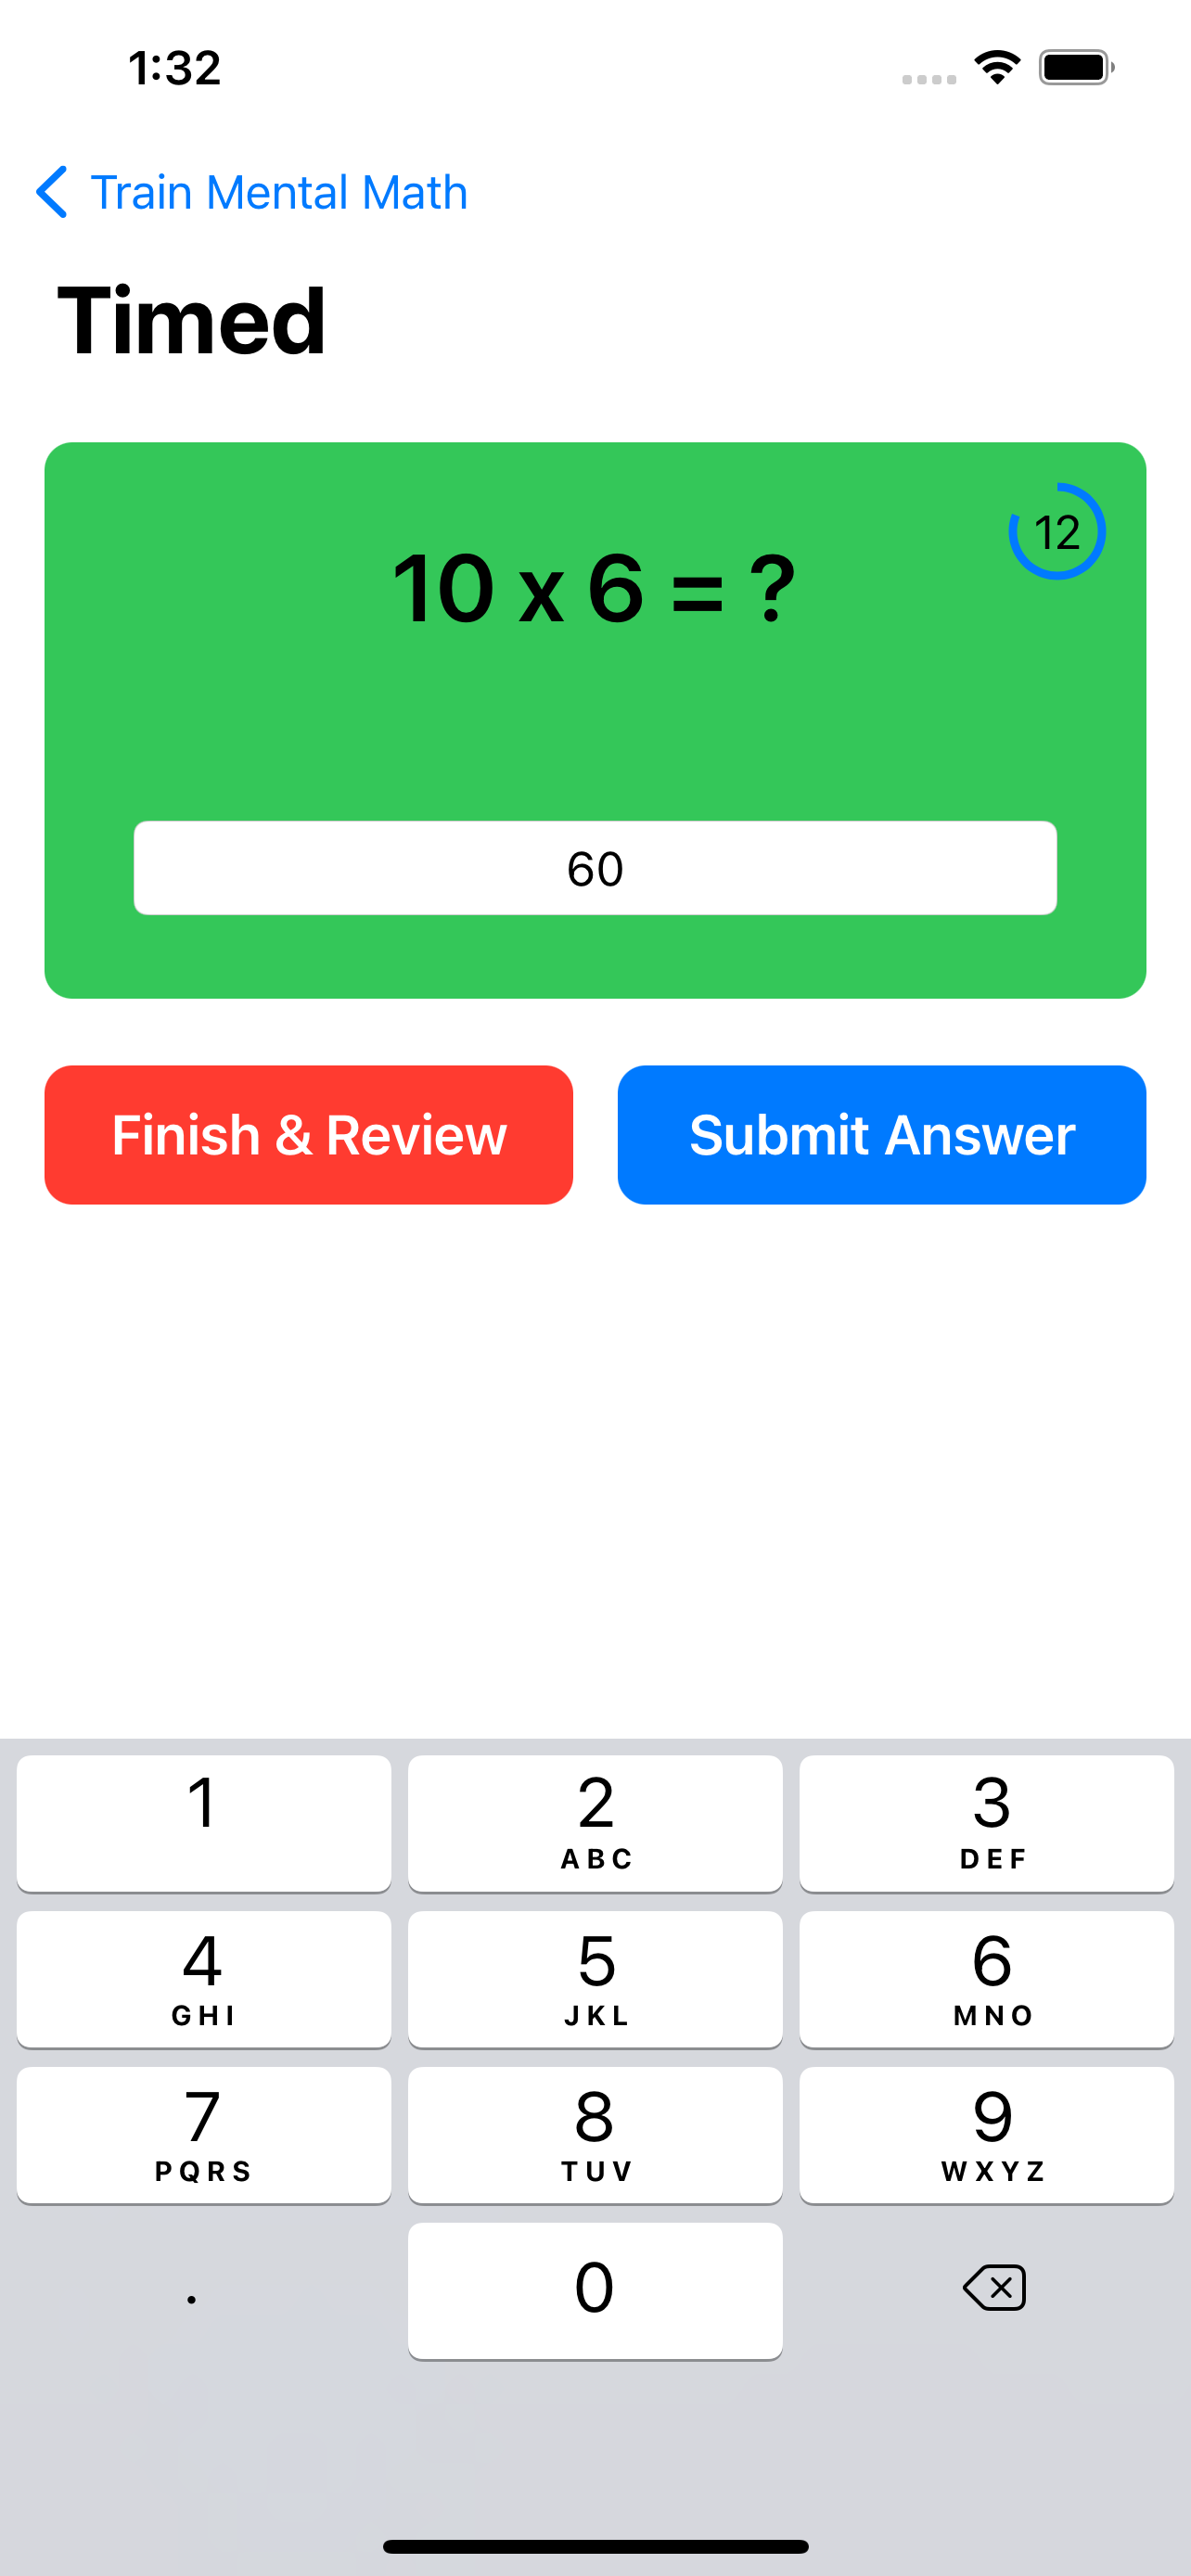 1:32
Train Mental Math
Timed
12
10 x 6 = ?
60
Finish & Review
Submit Answer
1
2
ABC
3
DEF
4
GHI
5
JKL
6
MNO
7
PQRS
8
TUV
9
WXYZ
.
0